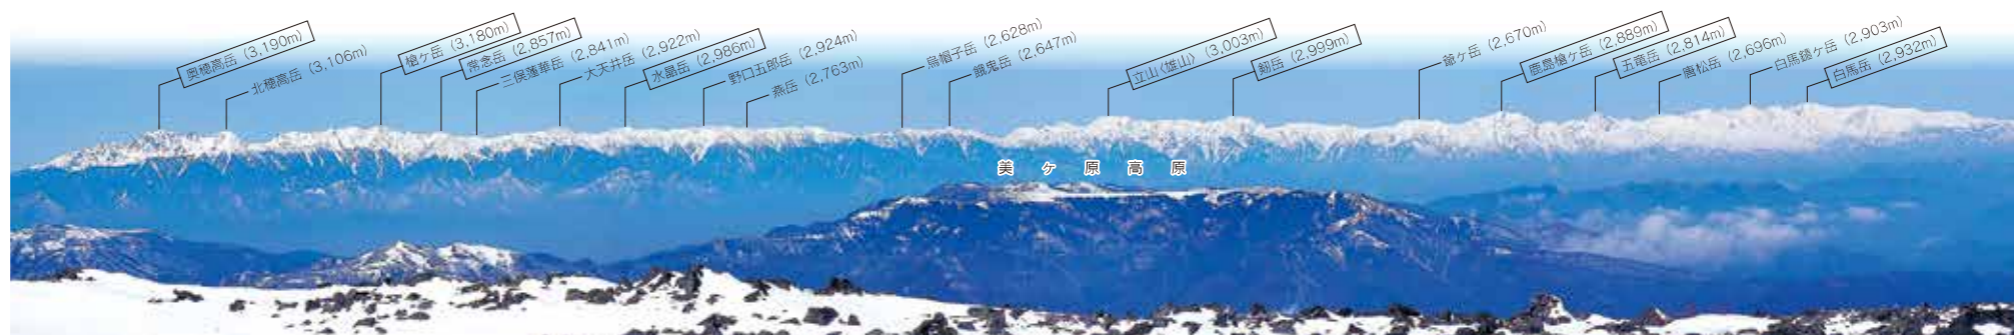 奥穂高岳（3,190m）
北穂高岳（3,106m）
槍ヶ岳（3,180m）
常念岳（2,857m）
三俣蓮華岳（2,841m）
大天井岳（2,922m）
水晶岳（2,986m）
野口五郎岳（2,924m）
燕岳（2,763m）
烏帽子岳（2,628m）
餓鬼岳（2,647m）
立山〈雄山〉（3,003m）
剱岳（2,999m）
爺ヶ岳（2,670m）
鹿島槍ヶ岳（2,889m）
五竜岳（2,814m）
唐松岳（2,696m）
白馬鑓ヶ岳（2,903m）
白馬岳（2,932m）
美ヶ原高原